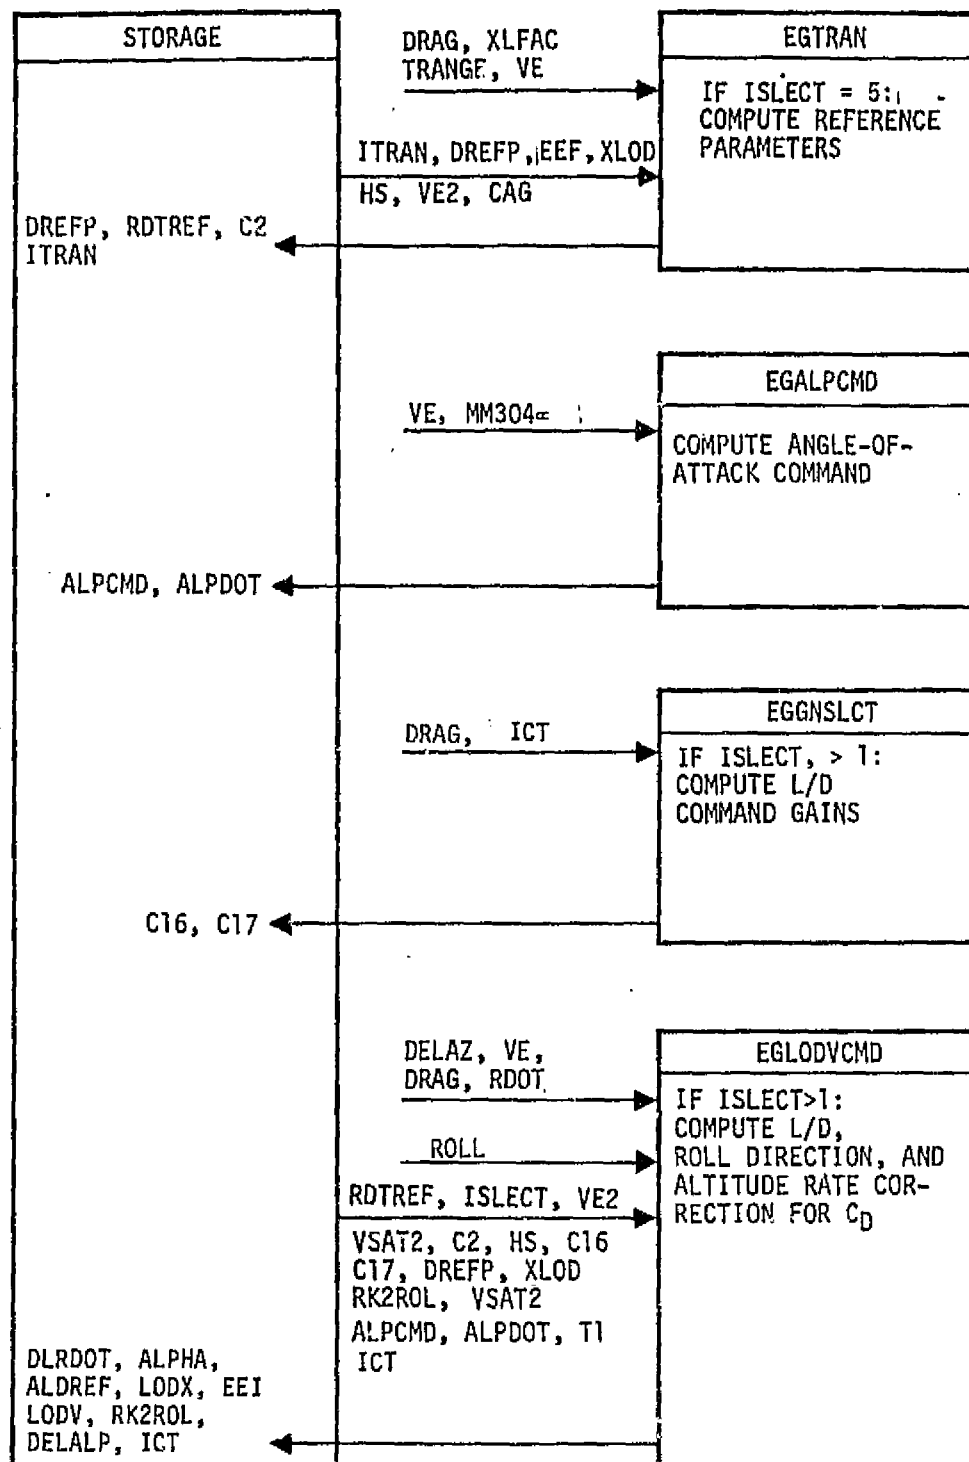 STORAGE
DRAG, XLFAC
TRANGE, VE
EGTRAN
IF ISLECT = 5:
COMPUTE REFERENCE
PARAMETERS
ITRAN, DREFP, EEF, XLOD
HS, VE2, CAG
DREFP, RDTREF, C2
ITRAN
EGALPCMD
VE, MM304∝
COMPUTE ANGLE-OF-
ATTACK COMMAND
ALPCMD, ALPDOT
EGGNSLCT
DRAG, ICT
IF ISLECT, > 1:
COMPUTE L/D
COMMAND GAINS
C16, C17
EGLODVCMD
DELAZ, VE,
DRAG, RDOT
ROLL
IF ISLECT>1:
COMPUTE L/D,
ROLL DIRECTION, AND
ALTITUDE RATE COR-
RECTION FOR CD
RDTREF, ISLECT, VE2
VSAT2, C2, HS, C16
C17, DREFP, XLOD
RK2ROL, VSAT2
ALPCMD, ALPDOT, T1
ICT
DLRDOT, ALPHA,
ALDREF, LODX, EEI
LODV, RK2ROL,
DELALP, ICT